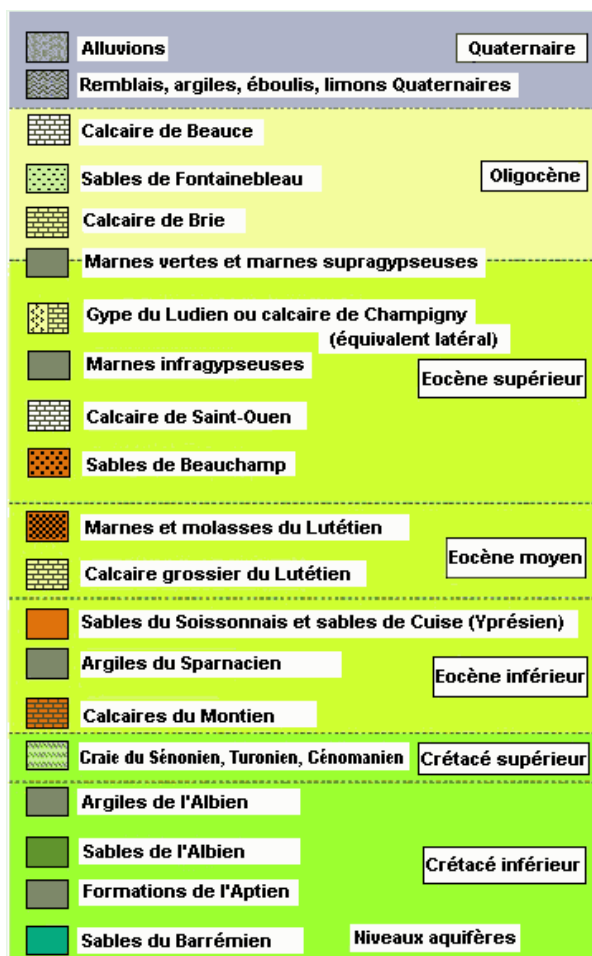 Alluvions
Quaternaire
Remblais, argiles, éboulis, limons Quaternaires
Calcaire de Beauce
Sables de Fontainebleau
Oligocène
Calcaire de Brie
Marnes vertes et marnes supragypseuses
Gype du Ludien ou calcaire de Champigny
(équivalent latéral)
Marnes infragypseuses
Eocène supérieur
Calcaire de Saint-Ouen
Sables de Beauchamp
Marnes et molasses du Lutétien
Eocène moyen
Calcaire grossier du Lutétien
Sables du Soissonnais et sables de Cuise (Yprésien)
Argiles du Sparnacien
Eocène inférieur
Calcaires du Montien
Craie du Sénonien, Turonien, Cénomanien
Crétacé supérieur
Argiles de l'Albien
Sables de l'Albien
Crétacé inférieur
Formations de l'Aptien
Sables du Barrémien
Niveaux aquifères